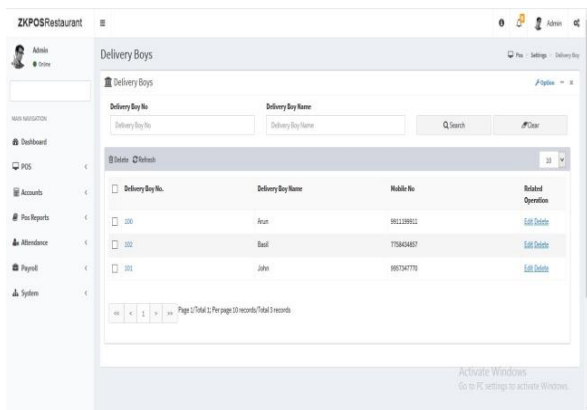 ZKPOSRestaurant
Admin
Admin
Online
Delivery Boys
Pos Settings Delivery Boy
Delivery Boys
Option
Delivery Boy No
Delivery Boy Name
Delivery Boy No
Delivery Boy Name
Search
Clear
MAIN NAVIGATION
Dashboard
POS
Accounts
Pos Reports
Attendance
Payroll
System
Delete Refresh
10
Delivery Boy No. Delivery Boy Name Mobile No Related Operation
100 Arun 9911199911 Edit Delete
102 Basil 7758434857 Edit Delete
101 John 9957347770 Edit Delete
<< < 1 > >> Page 1/Total 1; Per page:10 records/Total 3 records
Activate Windows
Go to PC settings to activate Windows.